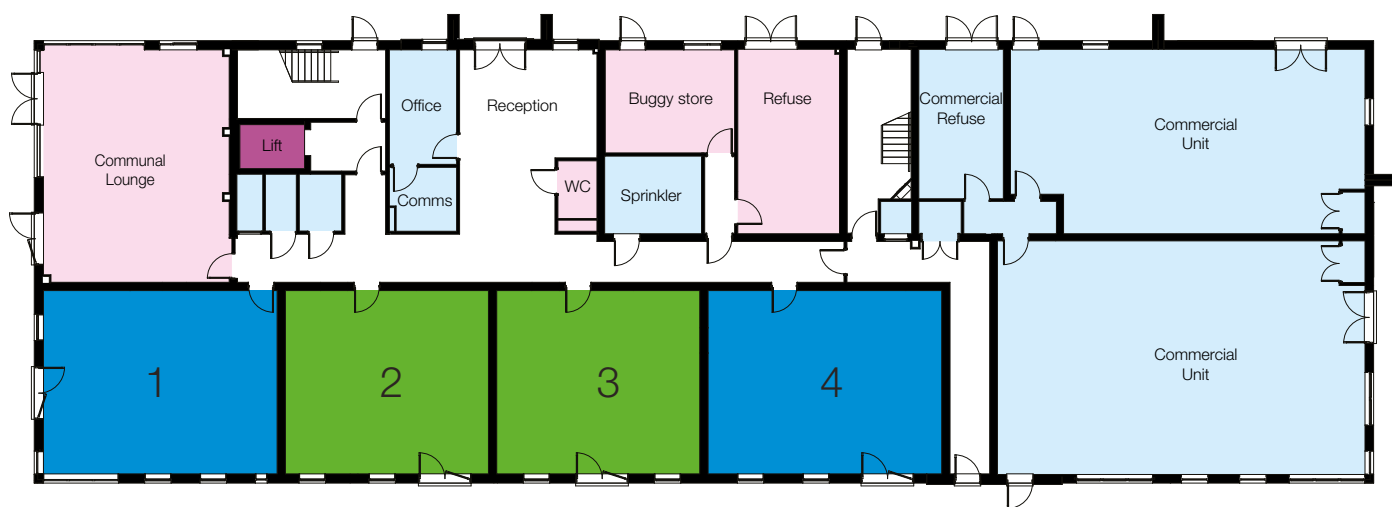 Communal
Lounge
Lift
Office
Comms
Reception
WC
Buggy store
Sprinkler
Refuse
Commercial
Refuse
Commercial
Unit
Commercial
Unit
1
2
3
4